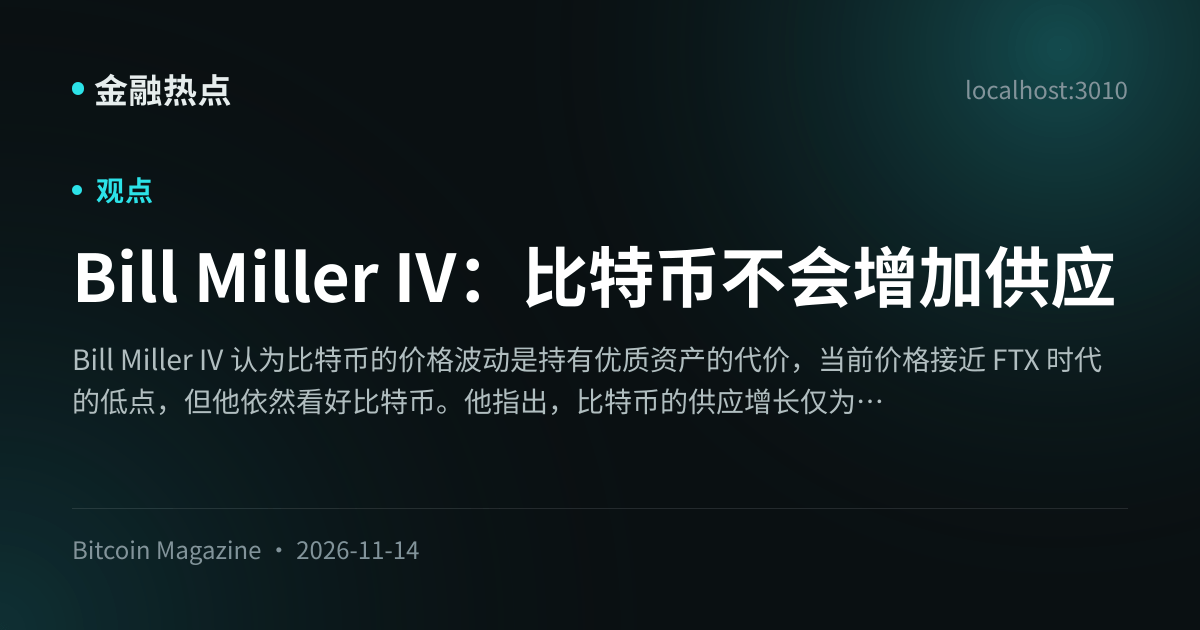 金融热点
localhost:3010
观点
Bill Miller IV：比特币不会增加供应
Bill Miller IV 认为比特币的价格波动是持有优质资产的代价，当前价格接近 FTX 时代
的低点，但他依然看好比特币。他指出，比特币的供应增长仅为…
Bitcoin Magazine · 2026-11-14